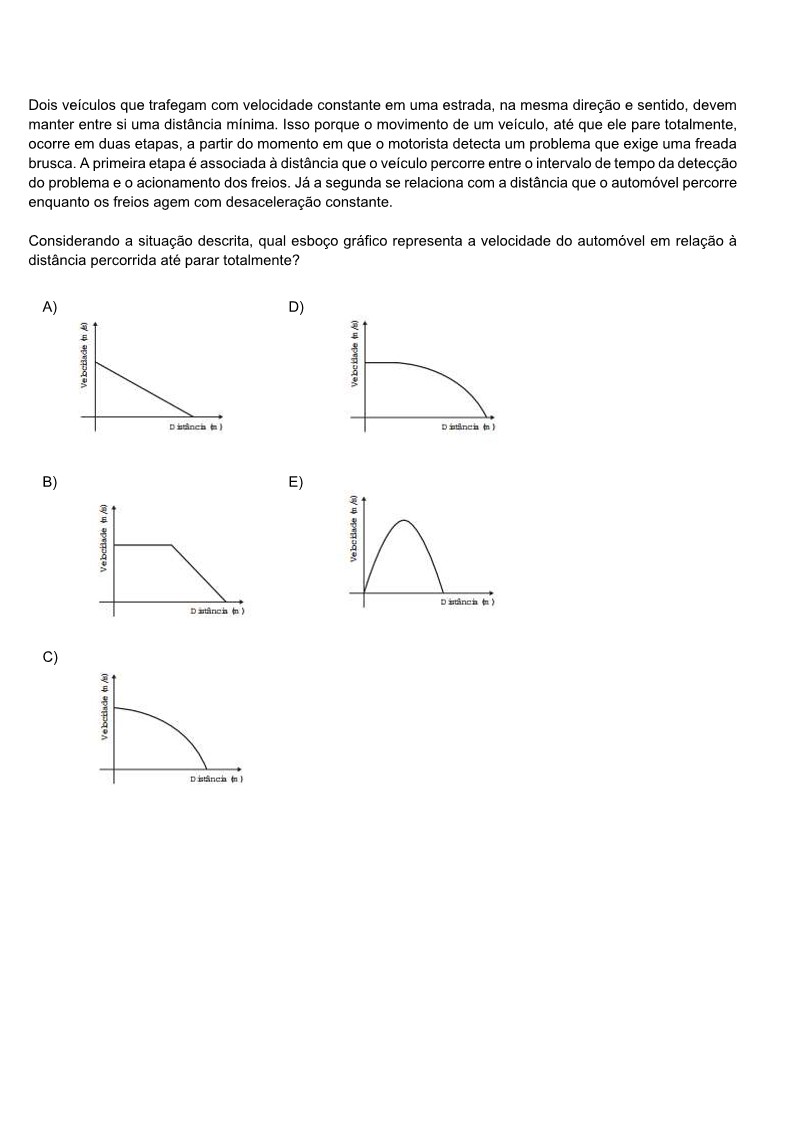 Dois veículos que trafegam com velocidade constante em uma estrada, na mesma direção e sentido, devem
manter entre si uma distância mínima. Isso porque o movimento de um veículo, até que ele pare totalmente,
ocorre em duas etapas, a partir do momento em que o motorista detecta um problema que exige uma freada
brusca. A primeira etapa é associada à distância que o veículo percorre entre o intervalo de tempo da detecção
do problema e o acionamento dos freios. Já a segunda se relaciona com a distância que o automóvel percorre
enquanto os freios agem com desaceleração constante.
Considerando a situação descrita, qual esboço gráfico representa a velocidade do automóvel em relação à
distância percorrida até parar totalmente?
A)
Velocidade (m/s)
Distância (m)
B)
Velocidade (m/s)
Distância (m)
C)
Velocidade (m/s)
Distância (m)
D)
Velocidade (m/s)
Distância (m)
E)
Velocidade (m/s)
Distância (m)